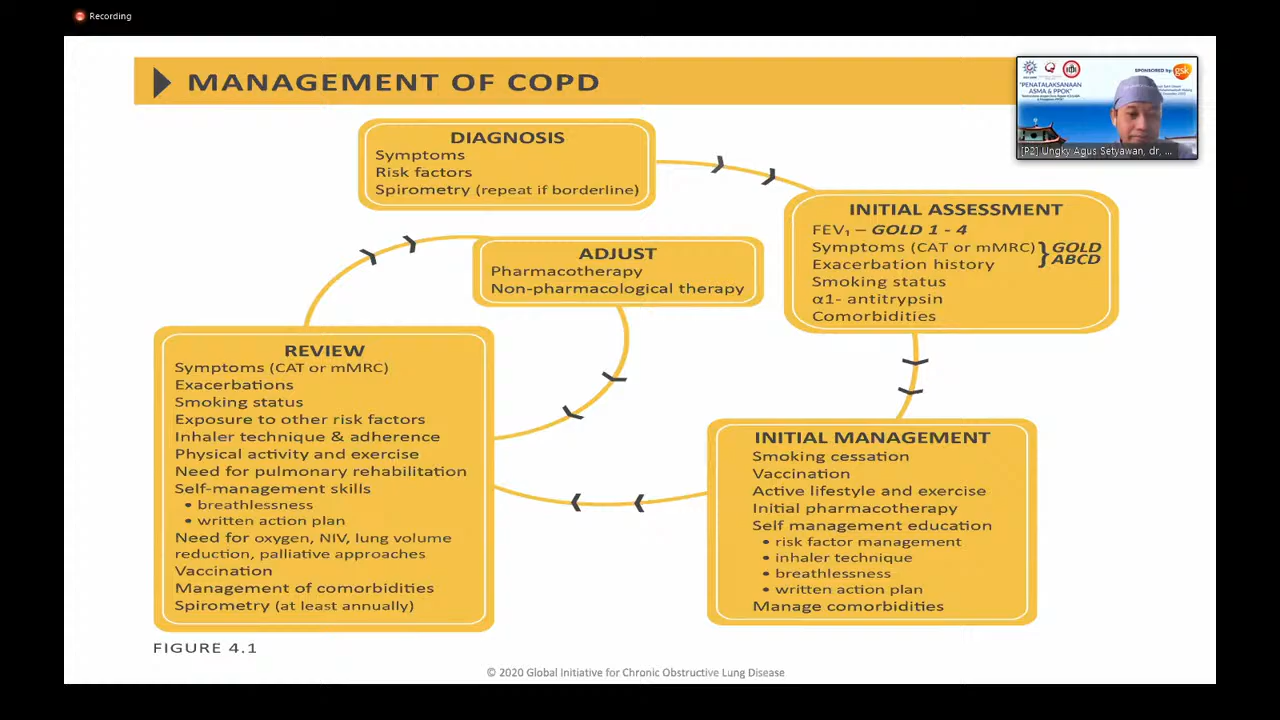 Recording
MANAGEMENT OF COPD
"PENATALAKSANAAN
ASMA & PPOK"
SPONSORED by
gsk
[P2] Ungky Agus Setyawan, dr, ...
DIAGNOSIS
Symptoms
Risk factors
Spirometry (repeat if borderline)
INITIAL ASSESSMENT
FEV₁ – GOLD 1 - 4
Symptoms (CAT or mMRC)
Exacerbation history
} GOLD
ABCD
Smoking status
α1- antitrypsin
Comorbidities
ADJUST
Pharmacotherapy
Non-pharmacological therapy
REVIEW
Symptoms (CAT or mMRC)
Exacerbations
Smoking status
Exposure to other risk factors
Inhaler technique & adherence
Physical activity and exercise
Need for pulmonary rehabilitation
Self-management skills
• breathlessness
• written action plan
Need for oxygen, NIV, lung volume
reduction, palliative approaches
Vaccination
Management of comorbidities
Spirometry (at least annually)
INITIAL MANAGEMENT
Smoking cessation
Vaccination
Active lifestyle and exercise
Initial pharmacotherapy
Self management education
• risk factor management
• inhaler technique
• breathlessness
• written action plan
Manage comorbidities
FIGURE 4.1
© 2020 Global Initiative for Chronic Obstructive Lung Disease